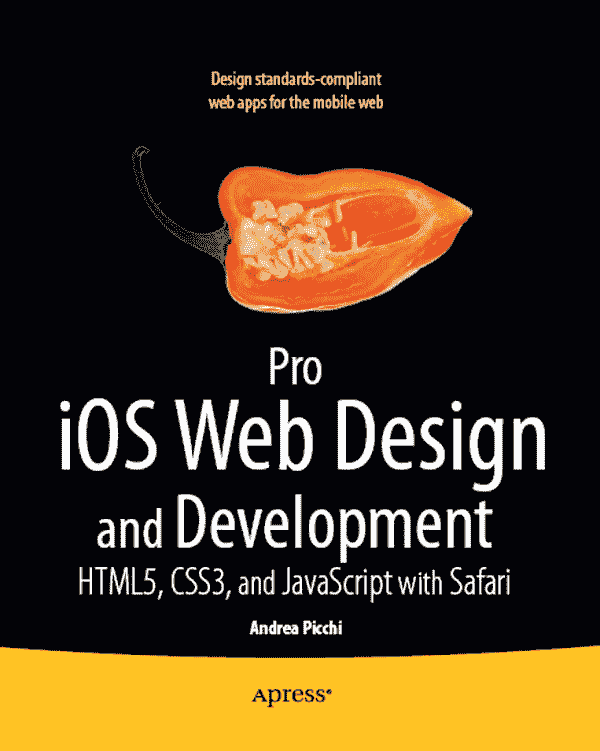 Design standards-compliant
web apps for the mobile web
Pro
iOS Web Design
and Development
HTML5, CSS3, and JavaScript with Safari
Andrea Picchi
Apress®